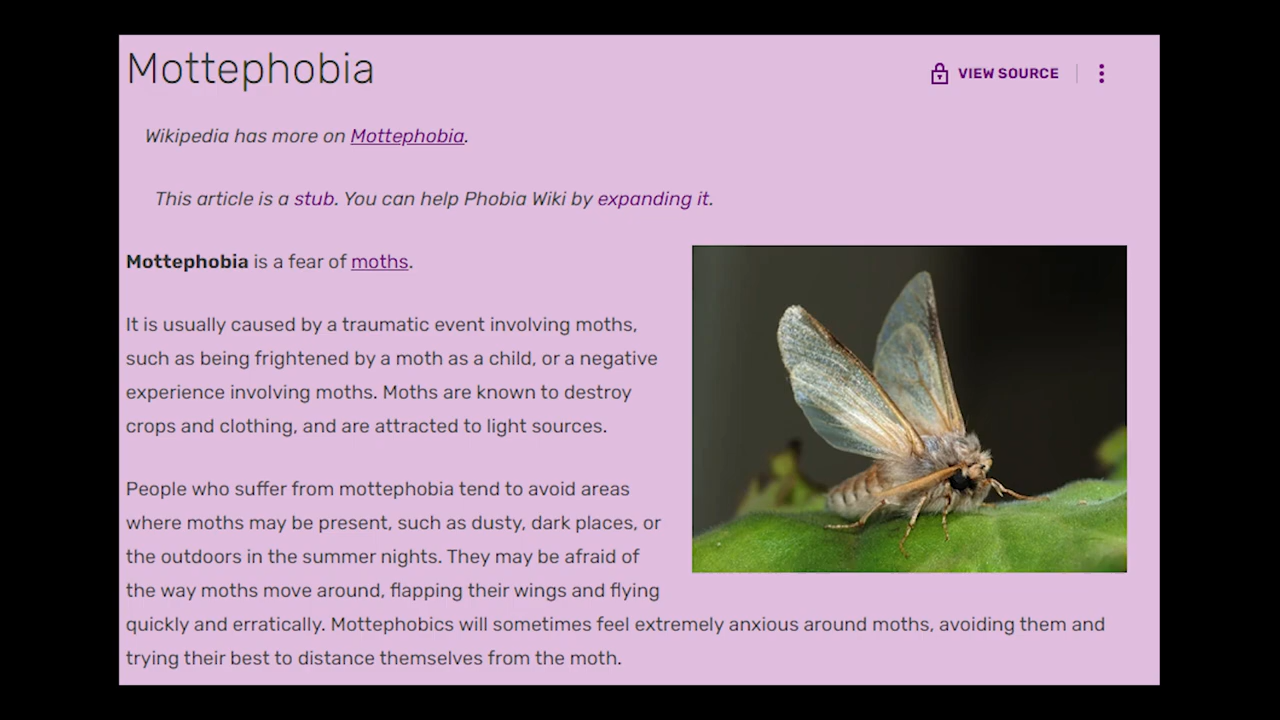 Mottephobia
VIEW SOURCE
Wikipedia has more on Mottephobia.
This article is a stub. You can help Phobia Wiki by expanding it.
Mottephobia is a fear of moths.
It is usually caused by a traumatic event involving moths,
such as being frightened by a moth as a child, or a negative
experience involving moths. Moths are known to destroy
crops and clothing, and are attracted to light sources.
People who suffer from mottephobia tend to avoid areas
where moths may be present, such as dusty, dark places, or
the outdoors in the summer nights. They may be afraid of
the way moths move around, flapping their wings and flying
quickly and erratically. Mottephobics will sometimes feel extremely anxious around moths, avoiding them and
trying their best to distance themselves from the moth.